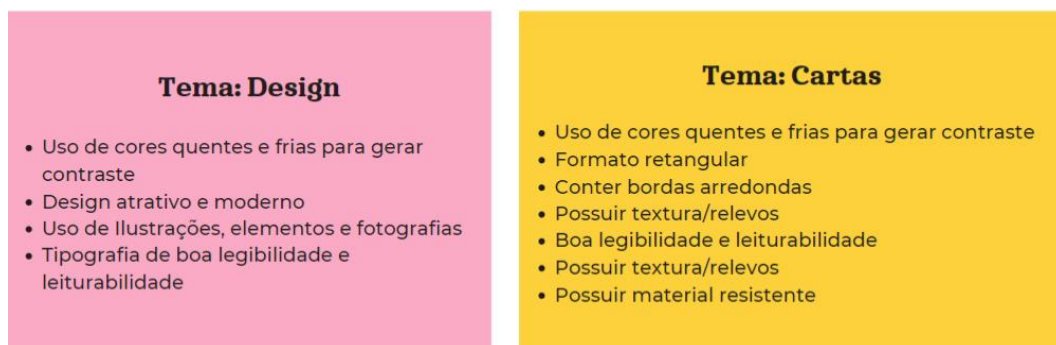 Tema: Design
• Uso de cores quentes e frias para gerar
contraste
• Design atrativo e moderno
• Uso de Ilustrações, elementos e fotografias
• Tipografia de boa legibilidade e
leiturabilidade
Tema: Cartas
• Uso de cores quentes e frias para gerar contraste
• Formato retangular
• Conter bordas arredondas
• Possuir textura/relevos
• Boa legibilidade e leiturabilidade
• Possuir textura/relevos
• Possuir material resistente